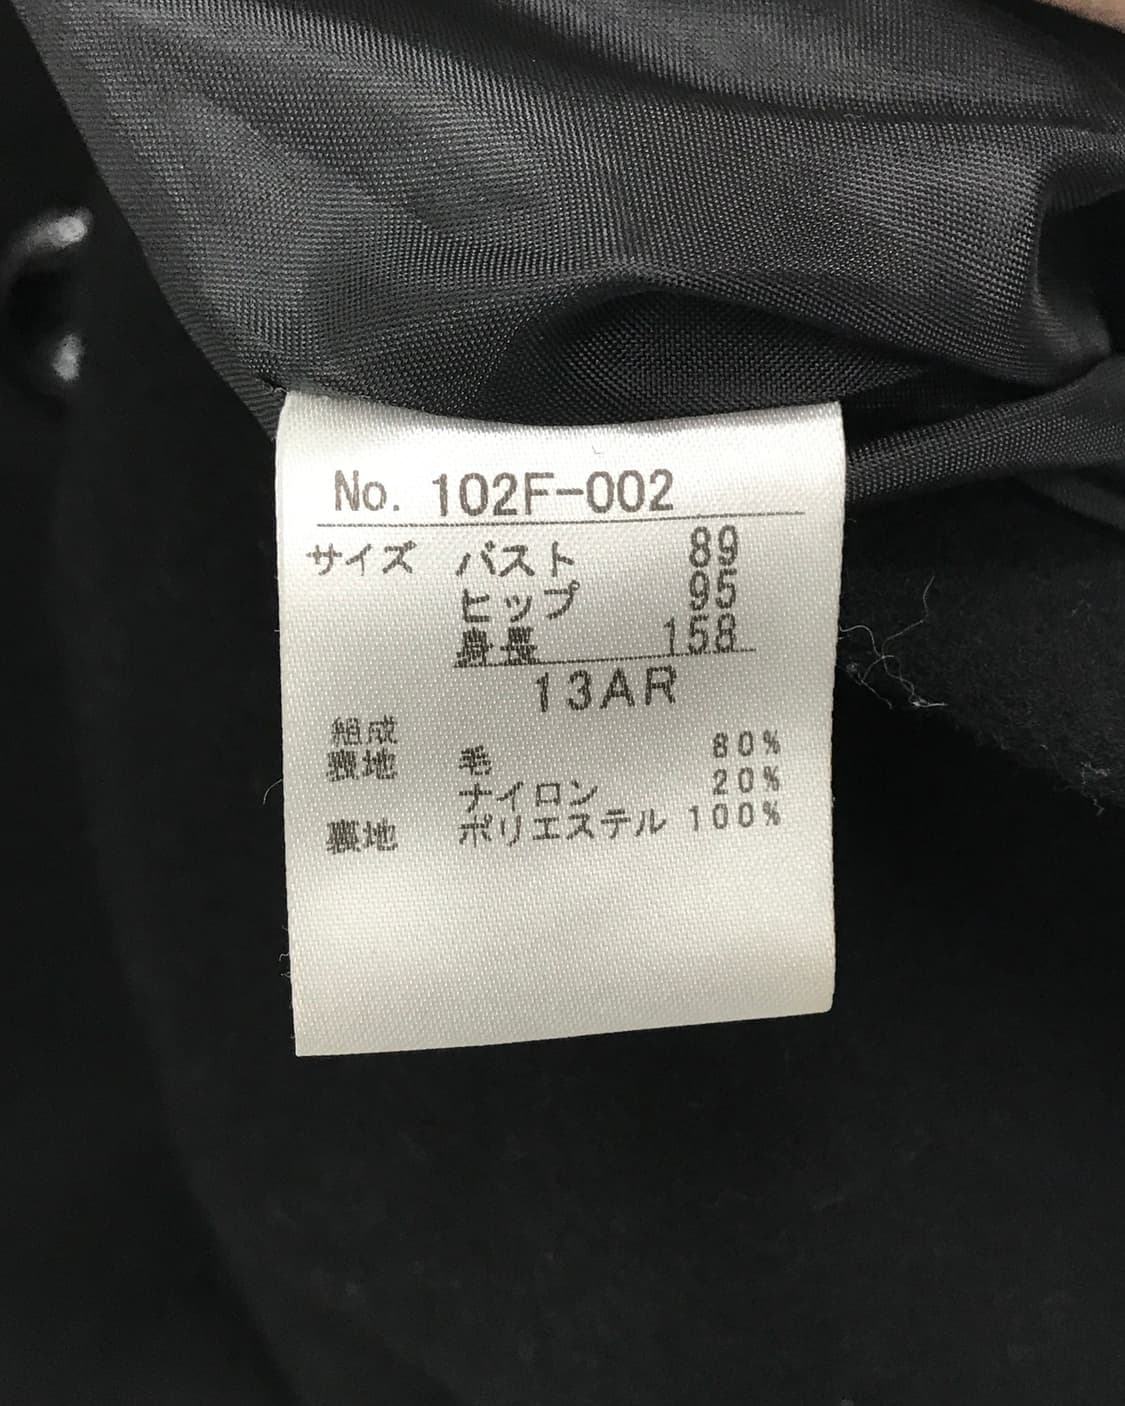 No. 102F-002
サイズ バスト 89
ヒップ 95
身長 158
13AR
組成
表地 毛 80%
ナイロン 20%
裏地 ポリエステル 100%